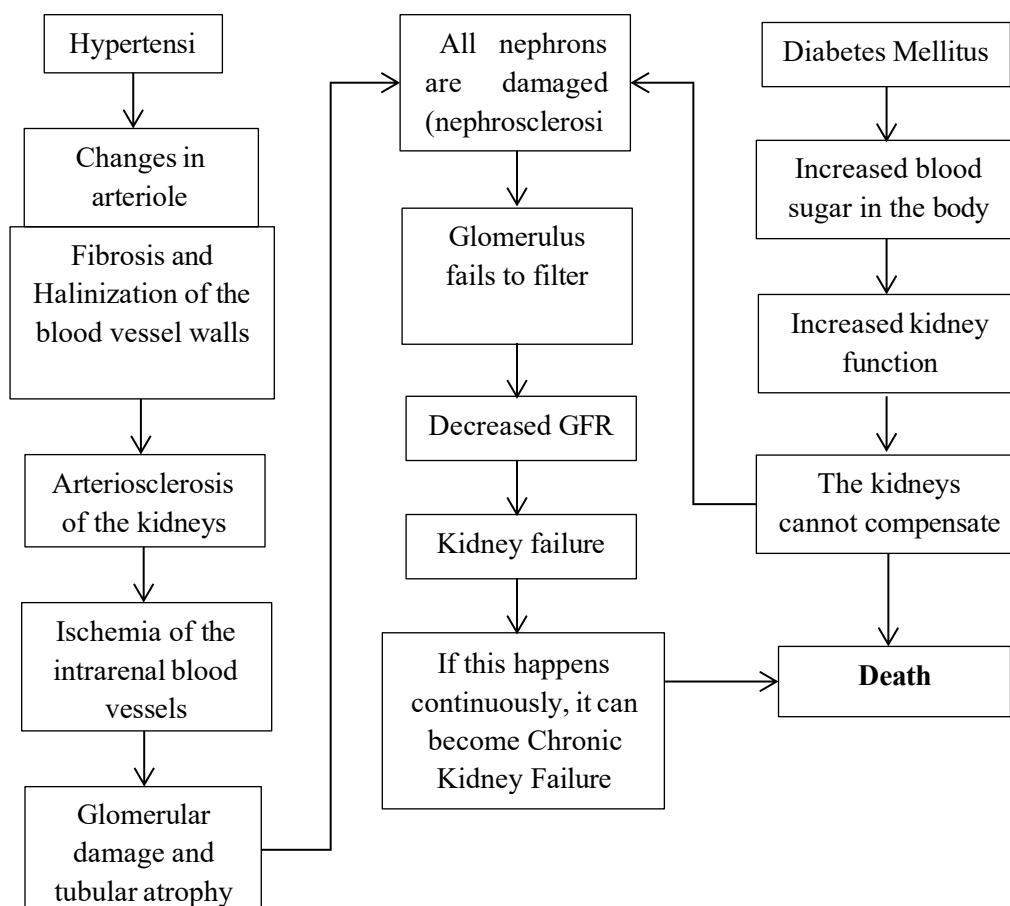 Hypertensi
Changes in
arteriole
Fibrosis and
Halinization of the
blood vessel walls
Arteriosclerosis
of the kidneys
Ischemia of the
intrarenal blood
vessels
Glomerular
damage and
tubular atrophy
All nephrons
are damaged
(nephrosclerosi
Glomerulus
fails to filter
Decreased GFR
Kidney failure
If this happens
continuously, it can
become Chronic
Kidney Failure
Diabetes Mellitus
Increased blood
sugar in the body
Increased kidney
function
The kidneys
cannot compensate
Death